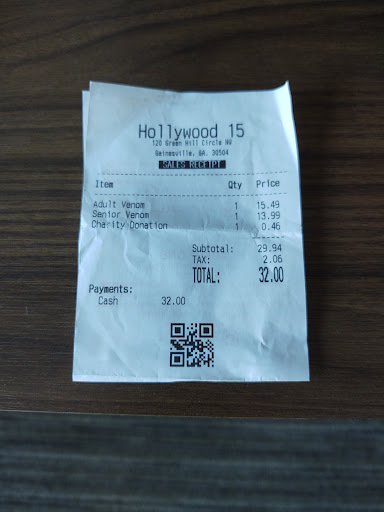 Hollywood 15
120 Green Hill Circle NW
Gainesville, GA. 30504
SALES RECEIPT
Item Qty Price
Adult Venom 1 15.49
Senior Venom 1 13.99
Charity Donation 1 0.46
Subtotal: 29.94
TAX: 2.06
TOTAL: 32.00
Payments:
Cash 32.00